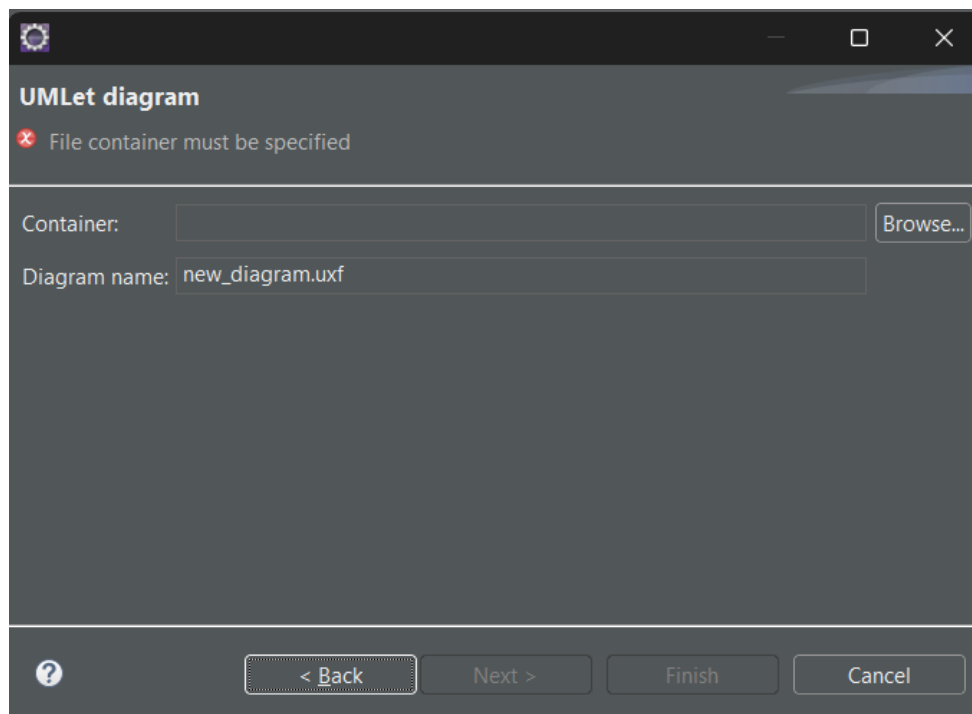 UMLet diagram
File container must be specified
Container:
Browse...
Diagram name: new_diagram.uxf
< Back
Next >
Finish
Cancel